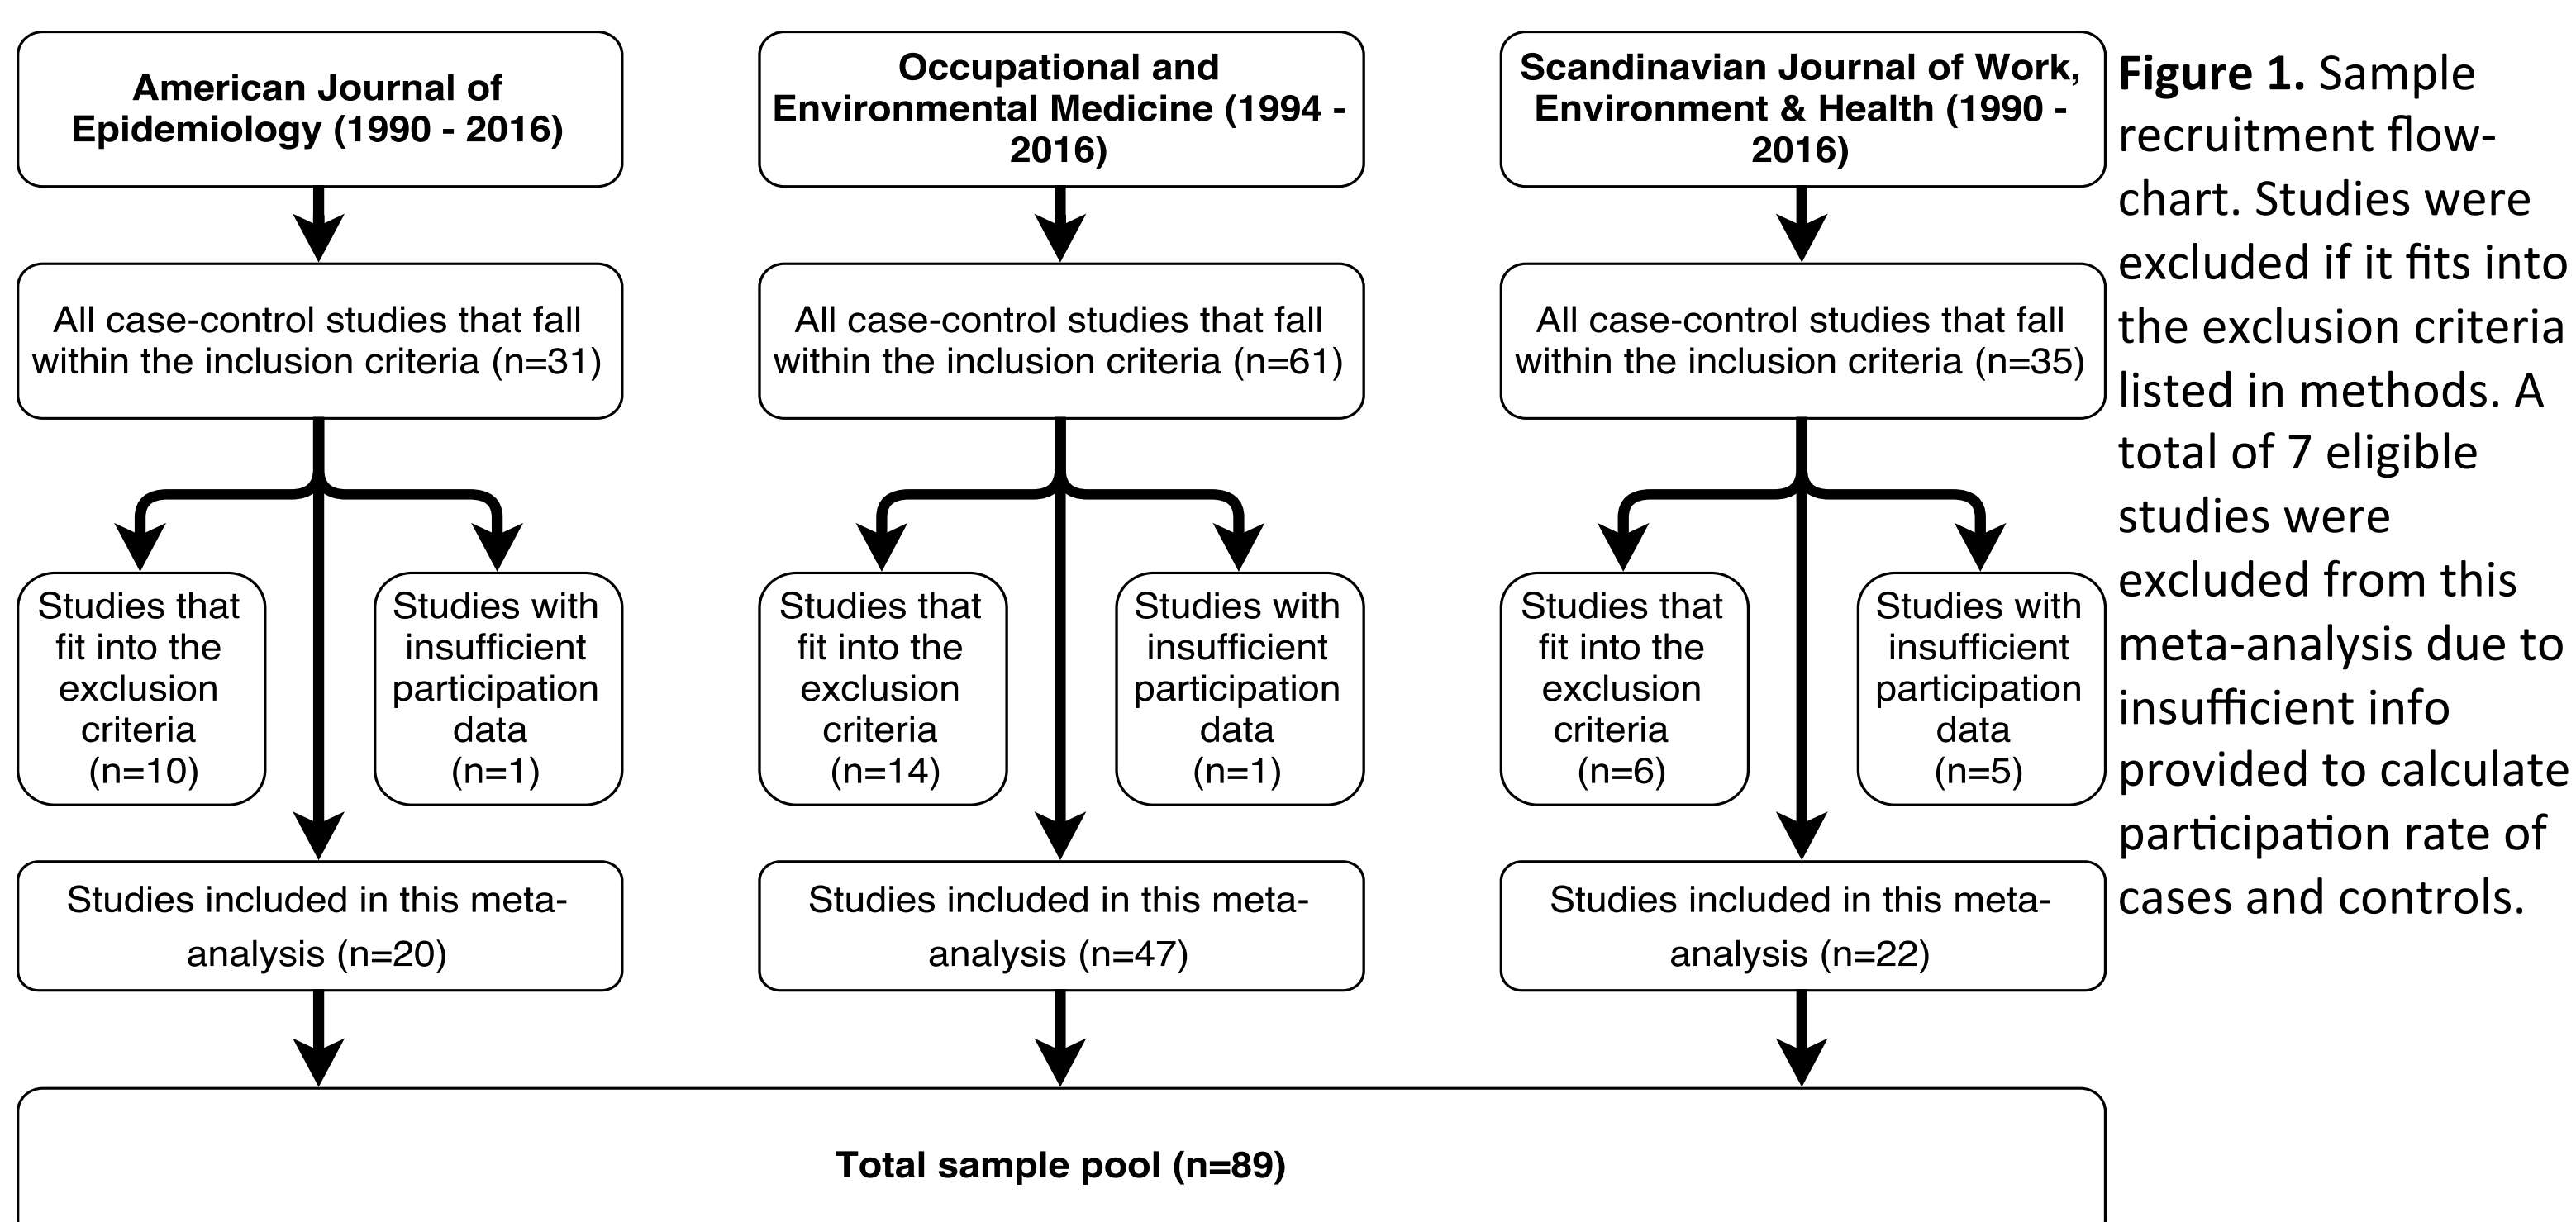 American Journal of
Epidemiology (1990 - 2016)
Occupational and
Environmental Medicine (1994 -
2016)
Scandinavian Journal of Work,
Environment & Health (1990 -
2016)
All case-control studies that fall
within the inclusion criteria (n=31)
All case-control studies that fall
within the inclusion criteria (n=61)
All case-control studies that fall
within the inclusion criteria (n=35)
Studies that
fit into the
exclusion
criteria
(n=10)
Studies with
insufficient
participation
data
(n=1)
Studies that
fit into the
exclusion
criteria
(n=14)
Studies with
insufficient
participation
data
(n=1)
Studies that
fit into the
exclusion
criteria
(n=6)
Studies with
insufficient
participation
data
(n=5)
Studies included in this meta-
analysis (n=20)
Studies included in this meta-
analysis (n=47)
Studies included in this meta-
analysis (n=22)
Total sample pool (n=89)
Figure 1. Sample
recruitment flow-
chart. Studies were
excluded if it fits into
the exclusion criteria
listed in methods. A
total of 7 eligible
studies were
excluded from this
meta-analysis due to
insufficient info
provided to calculate
participation rate of
cases and controls.